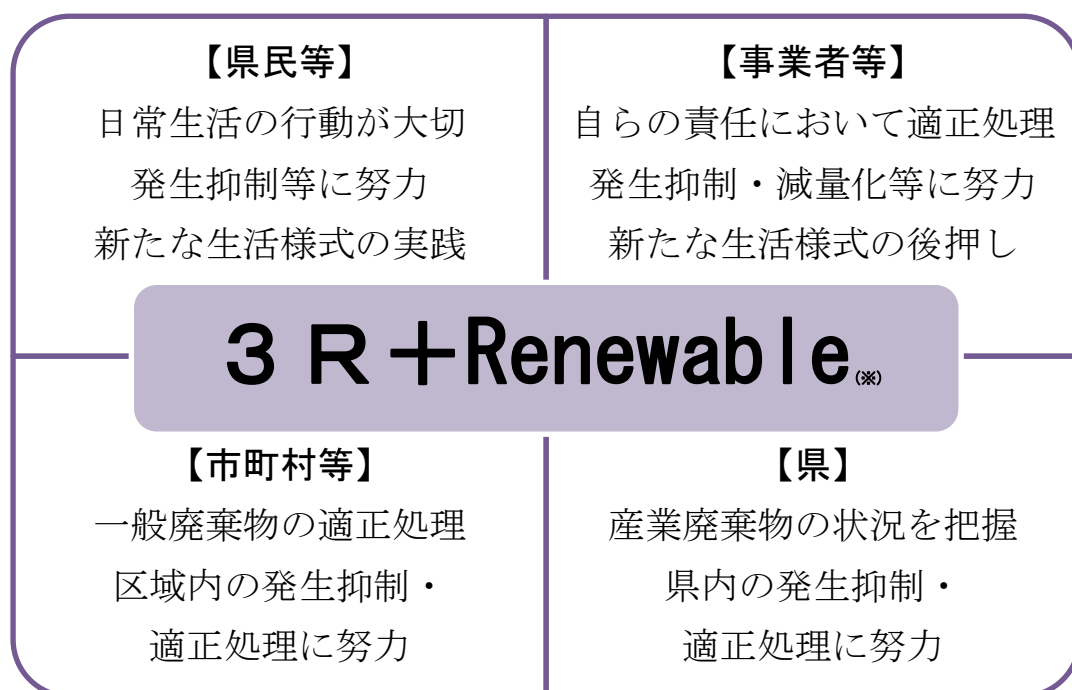 【県民等】
日常生活の行動が大切
発生抑制等に努力
新たな生活様式の実践
【事業者等】
自らの責任において適正処理
発生抑制・減量化等に努力
新たな生活様式の後押し
３Ｒ＋Renewable(※)
【市町村等】
一般廃棄物の適正処理
区域内の発生抑制・
適正処理に努力
【県】
産業廃棄物の状況を把握
県内の発生抑制・
適正処理に努力